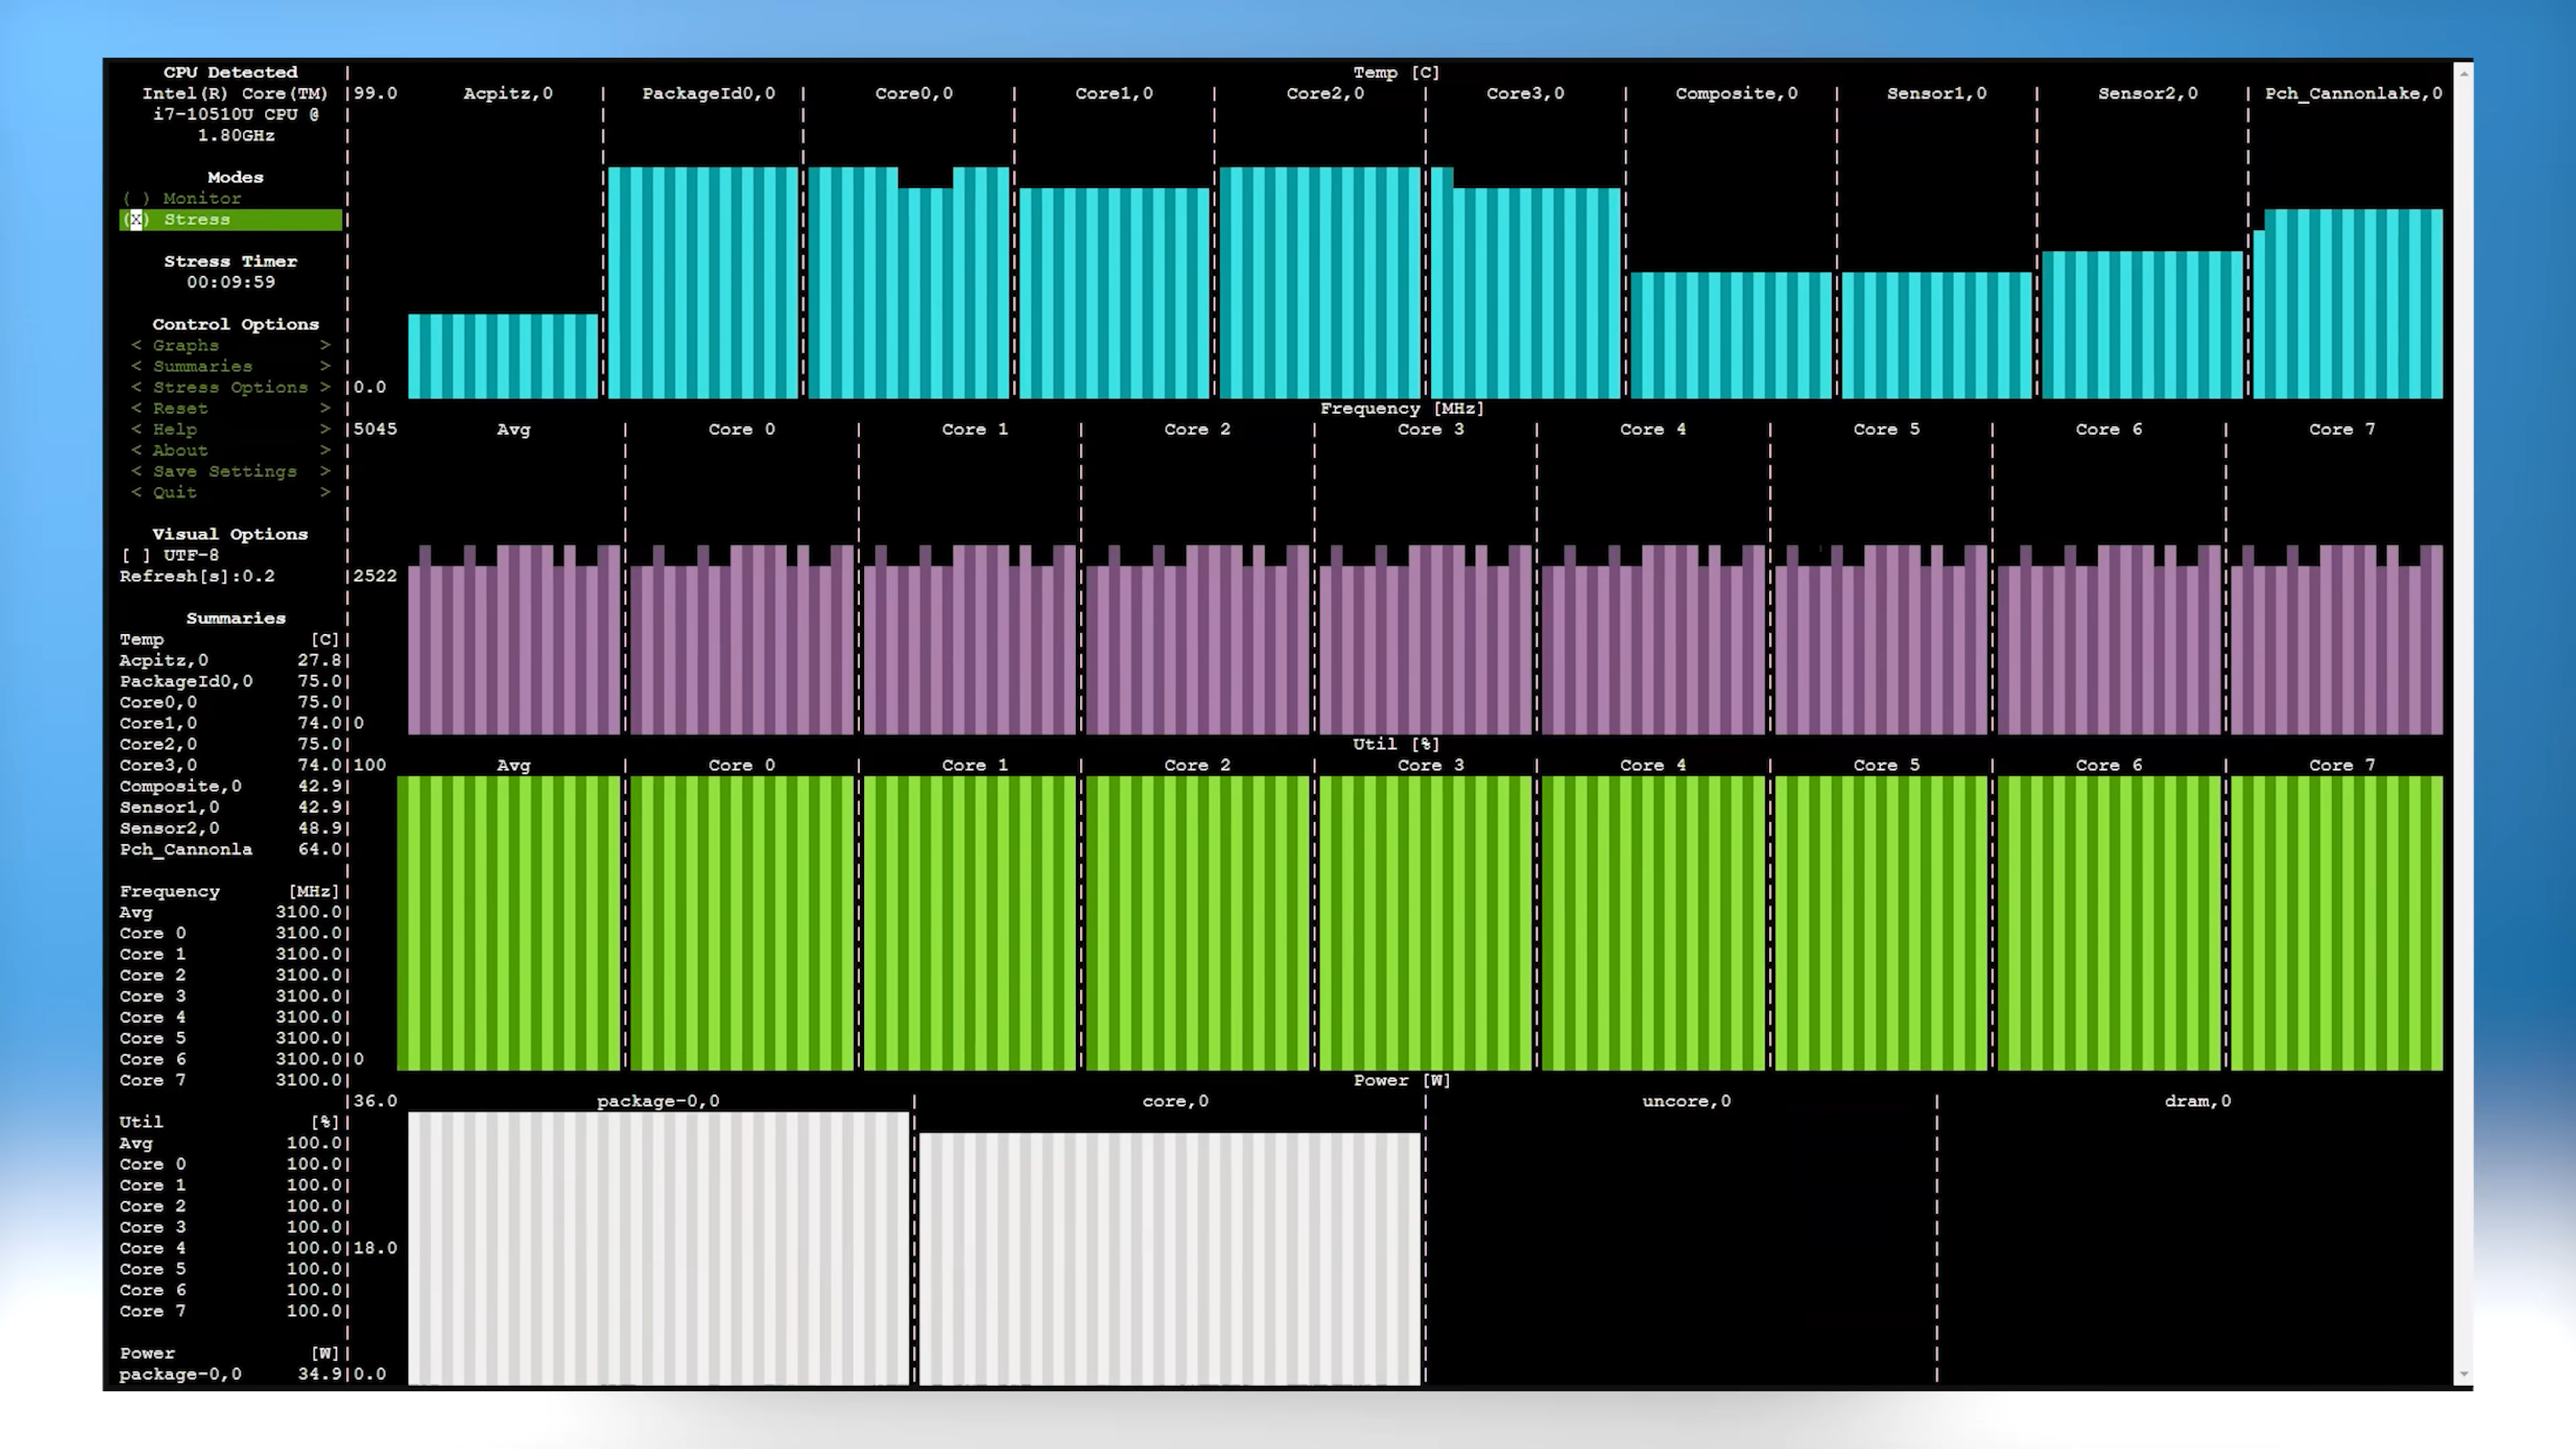 CPU Detected
Intel(R) Core(TM)
i7-10510U CPU @
1.80GHz
Modes
( ) Monitor
(X) Stress
Stress Timer
00:09:59
Control Options
< Graphs >
< Summaries >
< Stress Options >
< Reset >
< Help >
< About >
< Save Settings >
< Quit >
Visual Options
[ ] UTF-8
Refresh[s]:0.2
Summaries
Temp [C]
Acpitz,0 27.8
PackageId0,0 75.0
Core0,0 75.0
Core1,0 74.0
Core2,0 75.0
Core3,0 74.0
Composite,0 42.9
Sensor1,0 42.9
Sensor2,0 48.9
Pch_Cannonla 64.0
Frequency [MHz]
Avg 3100.0
Core 0 3100.0
Core 1 3100.0
Core 2 3100.0
Core 3 3100.0
Core 4 3100.0
Core 5 3100.0
Core 6 3100.0
Core 7 3100.0
Util [%]
Avg 100.0
Core 0 100.0
Core 1 100.0
Core 2 100.0
Core 3 100.0
Core 4 100.0
Core 5 100.0
Core 6 100.0
Core 7 100.0
Power [W]
package-0,0 34.9
Temp [C]
99.0 Acpitz,0 PackageId0,0 Core0,0 Core1,0 Core2,0 Core3,0 Composite,0 Sensor1,0 Sensor2,0 Pch_Cannonlake,0
0.0
Frequency [MHz]
5045 Avg Core 0 Core 1 Core 2 Core 3 Core 4 Core 5 Core 6 Core 7
2522
0
Util [%]
100 Avg Core 0 Core 1 Core 2 Core 3 Core 4 Core 5 Core 6 Core 7
0
Power [W]
36.0 package-0,0 core,0 uncore,0 dram,0
18.0
0.0